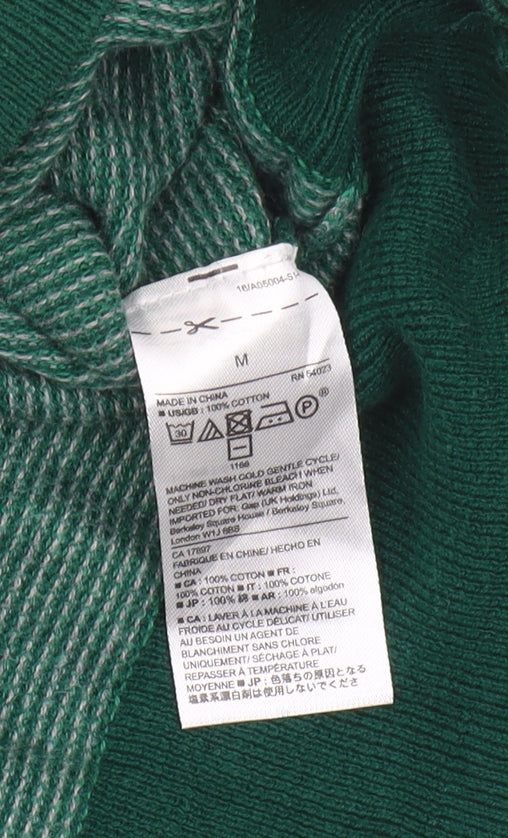 16/A05004-SH
M
RN 54023
MADE IN CHINA
■ US/GB : 100% COTTON
30 P ®
1166
MACHINE WASH COLD GENTLE CYCLE/
ONLY NON-CHLORINE BLEACH WHEN
NEEDED/ DRY FLAT/ WARM IRON
IMPORTED FOR: Gap (UK Holdings) Ltd,
Berkeley Square House / Berkeley Square
London W1J 6BS
CA 17897
FABRIQUE EN CHINE/ HECHO EN
CHINA
■ CA : 100% COTTON ■ FR :
100% COTTON ■ IT : 100% COTONE
■ JP : 100% 綿 ■ AR : 100% algodón
■ CA : LAVER À LA MACHINE À L'EAU
FROIDE AU CYCLE DÉLICAT/ UTILISER
AU BESOIN UN AGENT DE
BLANCHIMENT SANS CHLORE
UNIQUEMENT/ SÉCHAGE À PLAT/
REPASSER À TEMPÉRATURE
MOYENNE ■ JP : 色落ちの原因となる
塩素系漂白剤は使用しないでくださ